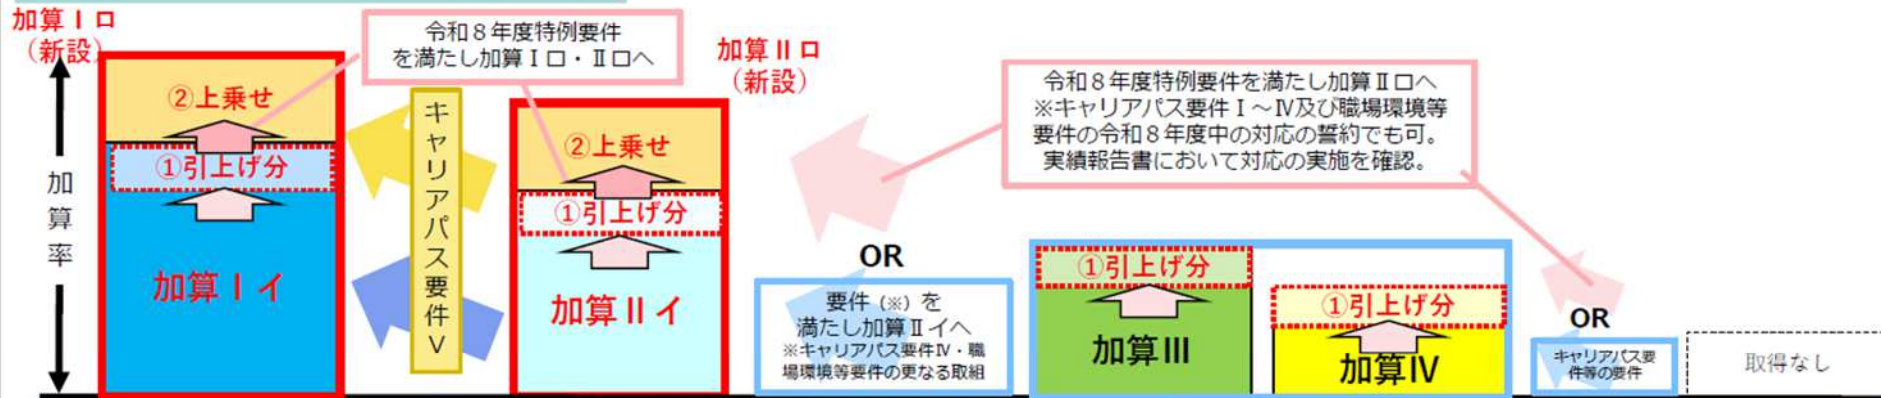 加算Ⅰロ
（新設）
令和８年度特例要件
を満たし加算Ⅰロ・Ⅱロへ
加算Ⅱロ
（新設）
令和８年度特例要件を満たし加算Ⅱロへ
※キャリアパス要件Ⅰ～Ⅳ及び職場環境等
要件の令和８年度中の対応の誓約でも可。
実績報告書において対応の実施を確認。
加算率
②上乗せ
①引上げ分
加算Ⅰイ
キャリアパス要件Ⅴ
②上乗せ
①引上げ分
加算Ⅱイ
OR
要件（※）を
満たし加算Ⅱイへ
※キャリアパス要件Ⅳ・職
場環境等要件の更なる取組
①引上げ分
加算Ⅲ
①引上げ分
加算Ⅳ
OR
キャリアパス要
件等の要件
取得なし